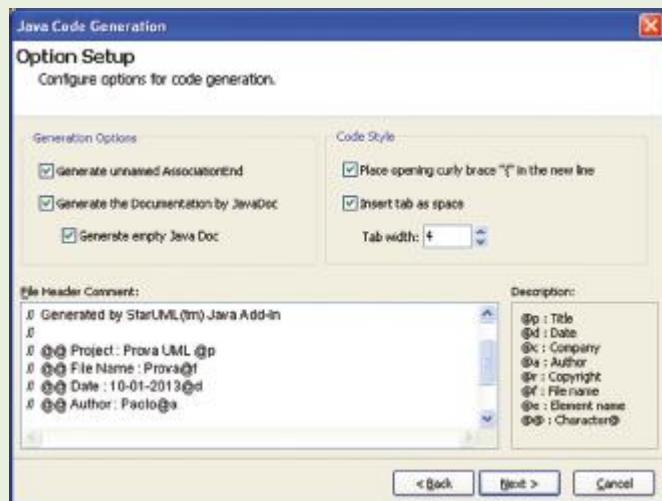 Java Code Generation
Option Setup
Configure options for code generation.
Generation Options
Generate unnamed AssociationEnd
Generate the Documentation by JavaDoc
Generate empty Java Doc
Code Style
Place opening curly brace "{" in the new line
Insert tab as space
Tab width: 4
File Header Comment:
// Generated by StarUML(tm) Java Add-In
//
// @@ Project : Prova UML @p
// @@ File Name : Prova@f
// @@ Date : 10-01-2013@d
// @@ Author : Paolo@a
Description:
@p : Title
@d : Date
@c : Company
@a : Author
@r : Copyright
@f : File name
@e : Element name
@@ : Character@
< Back
Next >
Cancel